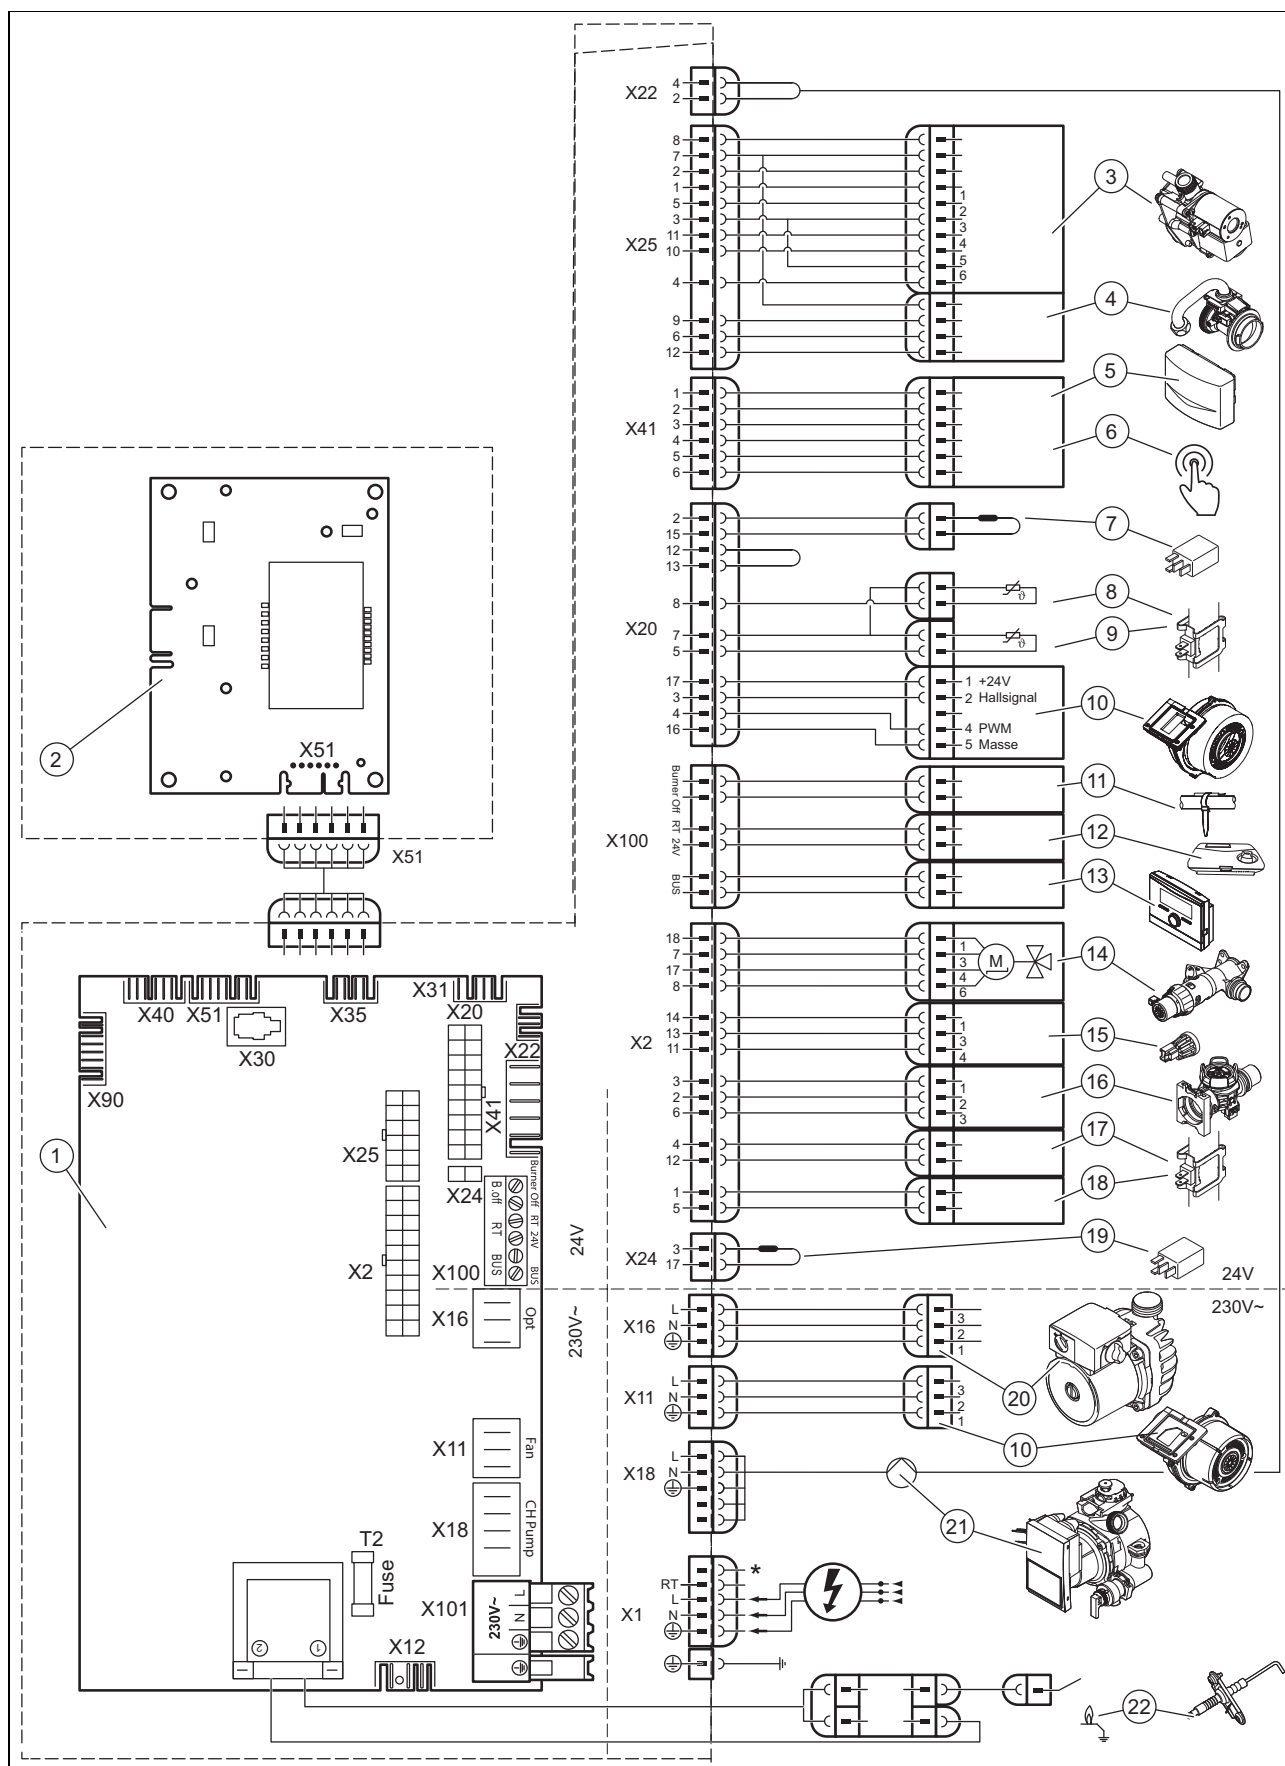 X22
4
2
X25
8
7
2
1
5
3
11
10
4
9
6
12
1
2
3
4
5
6
3
4
X41
1
2
3
4
5
6
5
6
X20
2
15
12
13
8
7
5
17
3
4
16
ϑ
ϑ
1 +24V
2 Hallsignal
4 PWM
5 Masse
7
8
9
10
X100
Burner Off
RT 24V
BUS
11
12
13
X2
18
7
17
8
14
13
11
3
2
6
4
12
1
5
1
3
4
6
M
1
3
4
1
2
3
14
15
16
17
18
X24
3
17
19
24V
230V~
X16
L
N
3
2
1
20
X11
L
N
3
2
1
10
X18
L
N
21
X1
*
RT
L
N
22
2
X51
X51
1
X40
X51
X35
X31
X20
X30
X22
X90
X41
X25
X24
X2
X100
B.off
RT
BUS
Burner Off
RT 24V
BUS
24V
230V~
X16
Opt
X11
Fan
X18
CH Pump
T2
Fuse
X101
230V~
L
N
X12
2
1